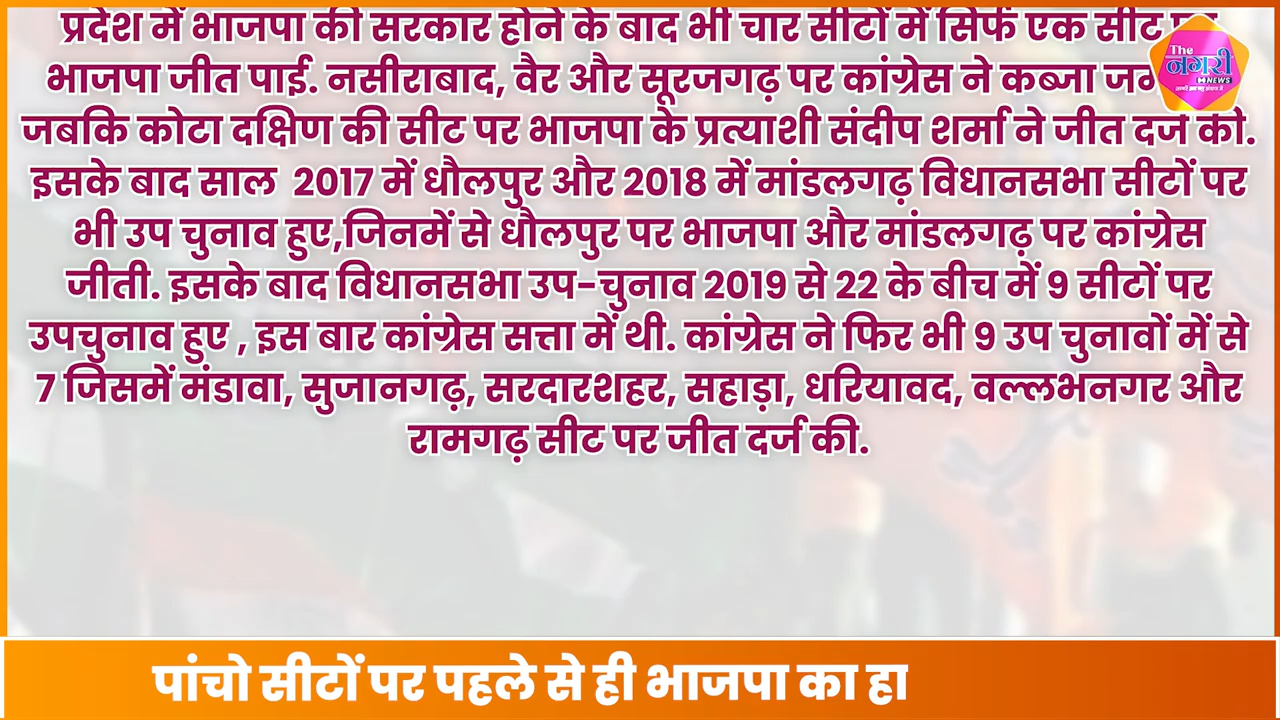 प्रदेश में भाजपा की सरकार होने के बाद भी चार सीटों में सिर्फ एक सीट
भाजपा जीत पाई. नसीराबाद, वैर और सूरजगढ़ पर कांग्रेस ने कब्जा
जबकि कोटा दक्षिण की सीट पर भाजपा के प्रत्याशी संदीप शर्मा ने जीत दर्ज की.
इसके बाद साल 2017 में धौलपुर और 2018 में मांडलगढ़ विधानसभा सीटों पर
भी उप चुनाव हुए,जिनमें से धौलपुर पर भाजपा और मांडलगढ़ पर कांग्रेस
जीती. इसके बाद विधानसभा उप-चुनाव 2019 से 22 के बीच में 9 सीटों पर
उपचुनाव हुए , इस बार कांग्रेस सत्ता में थी. कांग्रेस ने फिर भी 9 उप चुनावों में से
7 जिसमें मंडावा, सुजानगढ़, सरदारशहर, सहाड़ा, धरियावद, वल्लभनगर और
रामगढ़ सीट पर जीत दर्ज की.
The
नगरी
NEWS
पांचो सीटों पर पहले से ही भाजपा का हा